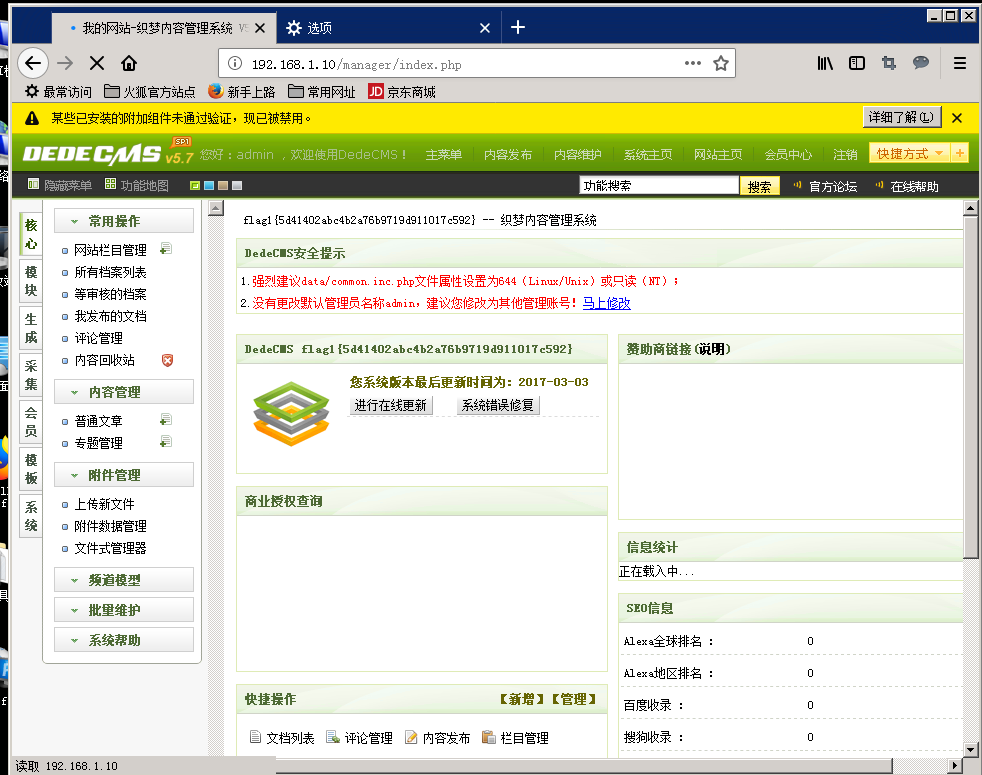 我的网站-织梦内容管理系统 V5
选项
192.168.1.10/manager/index.php
最常访问 火狐官方站点 新手上路 常用网址 JD 京东商城
某些已安装的附加组件未通过验证，现已被禁用。 详细了解(L)
DEDECMS v5.7 SP1 您好：admin ，欢迎使用DedeCMS！ 主菜单 内容发布 内容维护 系统主页 网站主页 会员中心 注销 快捷方式 +
隐藏菜单 功能地图 功能搜索 搜索 官方论坛 在线帮助
核心
模块
生成
采集
会员
模板
系统
常用操作
网站栏目管理
所有档案列表
等审核的档案
我发布的文档
评论管理
内容回收站
内容管理
普通文章
专题管理
附件管理
上传新文件
附件数据管理
文件式管理器
频道模型
批量维护
系统帮助
flag1{5d41402abc4b2a76b9719d911017c592} -- 织梦内容管理系统
DedeCMS安全提示
1.强烈建议data/common.inc.php文件属性设置为644（Linux/Unix）或只读（NT）；
2.没有更改默认管理员名称admin，建议您修改为其他管理账号！马上修改
DedeCMS flag1{5d41402abc4b2a76b9719d911017c592}
您系统版本最后更新时间为：2017-03-03
进行在线更新 系统错误修复
商业授权查询
快捷操作 【新增】【管理】
文档列表 评论管理 内容发布 栏目管理
赞助商链接(说明)
信息统计
正在载入中...
SEO信息
Alexa全球排名 ： 0
Alexa地区排名 ： 0
百度收录 ： 0
搜狗收录 ： 0
读取 192.168.1.10